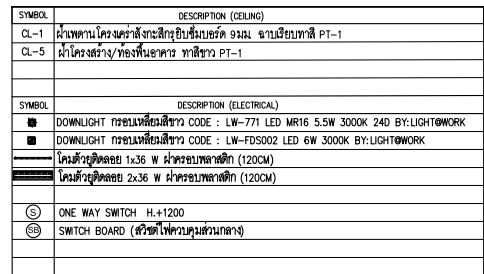 SYMBOL DESCRIPTION (CEILING)
CL-1 ฝ้าเพดานโครงเคร่าสังกะสีกรุยิบซั่มบอร์ด 9มม. ฉาบเรียบทาสี PT-1
CL-5 ฝ้าโครงสร้าง/ท้องพื้นอาคาร ทาสีขาว PT-1
SYMBOL DESCRIPTION (ELECTRICAL)
DOWNLIGHT กรอบเหลี่ยมสีขาว CODE : LW-771 LED MR16 5.5W 3000K 24D BY:LIGHT@WORK
DOWNLIGHT กรอบเหลี่ยมสีขาว CODE : LW-FDS002 LED 6W 3000K BY:LIGHT@WORK
โคมตัวยูติดลอย 1x36 W ฝาครอบพลาสติก (120CM)
โคมตัวยูติดลอย 2x36 W ฝาครอบพลาสติก (120CM)
S ONE WAY SWITCH H.+1200
SB SWITCH BOARD (สวิชต์ไฟควบคุมส่วนกลาง)